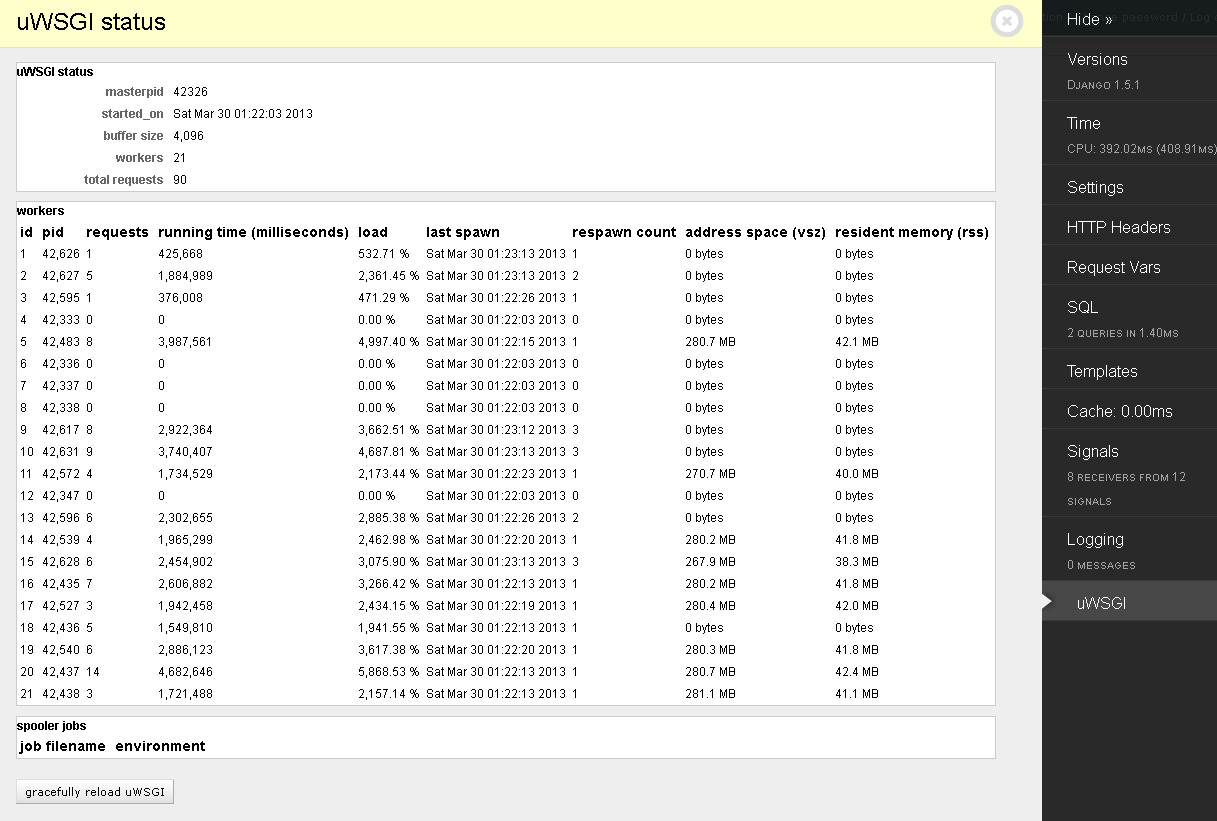 uWSGI status
uWSGI status
masterpid 42326
started_on Sat Mar 30 01:22:03 2013
buffer size 4,096
workers 21
total requests 90
workers
id pid requests running time (milliseconds) load last spawn respawn count address space (vsz) resident memory (rss)
1 42,626 1 425,668 532.71 % Sat Mar 30 01:23:13 2013 1 0 bytes 0 bytes
2 42,627 5 1,884,989 2,361.45 % Sat Mar 30 01:23:13 2013 2 0 bytes 0 bytes
3 42,595 1 376,008 471.29 % Sat Mar 30 01:22:26 2013 1 0 bytes 0 bytes
4 42,333 0 0 0.00 % Sat Mar 30 01:22:03 2013 0 0 bytes 0 bytes
5 42,483 8 3,987,561 4,997.40 % Sat Mar 30 01:22:15 2013 1 280.7 MB 42.1 MB
6 42,336 0 0 0.00 % Sat Mar 30 01:22:03 2013 0 0 bytes 0 bytes
7 42,337 0 0 0.00 % Sat Mar 30 01:22:03 2013 0 0 bytes 0 bytes
8 42,338 0 0 0.00 % Sat Mar 30 01:22:03 2013 0 0 bytes 0 bytes
9 42,617 8 2,922,364 3,662.51 % Sat Mar 30 01:23:12 2013 3 0 bytes 0 bytes
10 42,631 9 3,740,407 4,687.81 % Sat Mar 30 01:23:13 2013 3 0 bytes 0 bytes
11 42,572 4 1,734,529 2,173.44 % Sat Mar 30 01:22:23 2013 1 270.7 MB 40.0 MB
12 42,347 0 0 0.00 % Sat Mar 30 01:22:03 2013 0 0 bytes 0 bytes
13 42,596 6 2,302,655 2,885.38 % Sat Mar 30 01:22:26 2013 2 0 bytes 0 bytes
14 42,539 4 1,965,299 2,462.98 % Sat Mar 30 01:22:20 2013 1 280.2 MB 41.8 MB
15 42,628 6 2,454,902 3,075.90 % Sat Mar 30 01:23:13 2013 3 267.9 MB 38.3 MB
16 42,435 7 2,606,882 3,266.42 % Sat Mar 30 01:22:13 2013 1 280.2 MB 41.8 MB
17 42,527 3 1,942,458 2,434.15 % Sat Mar 30 01:22:19 2013 1 280.4 MB 42.0 MB
18 42,436 5 1,549,810 1,941.55 % Sat Mar 30 01:22:13 2013 1 0 bytes 0 bytes
19 42,540 6 2,886,123 3,617.38 % Sat Mar 30 01:22:20 2013 1 280.3 MB 41.8 MB
20 42,437 14 4,682,646 5,868.53 % Sat Mar 30 01:22:13 2013 1 280.7 MB 42.4 MB
21 42,438 3 1,721,488 2,157.14 % Sat Mar 30 01:22:13 2013 1 281.1 MB 41.1 MB
spooler jobs
job filename environment
gracefully reload uWSGI
Hide »
password / Log
Versions
DJANGO 1.5.1
Time
CPU: 392.02MS (408.91MS)
Settings
HTTP Headers
Request Vars
SQL
2 QUERIES IN 1.40MS
Templates
Cache: 0.00ms
Signals
8 RECEIVERS FROM 12
SIGNALS
Logging
0 MESSAGES
uWSGI